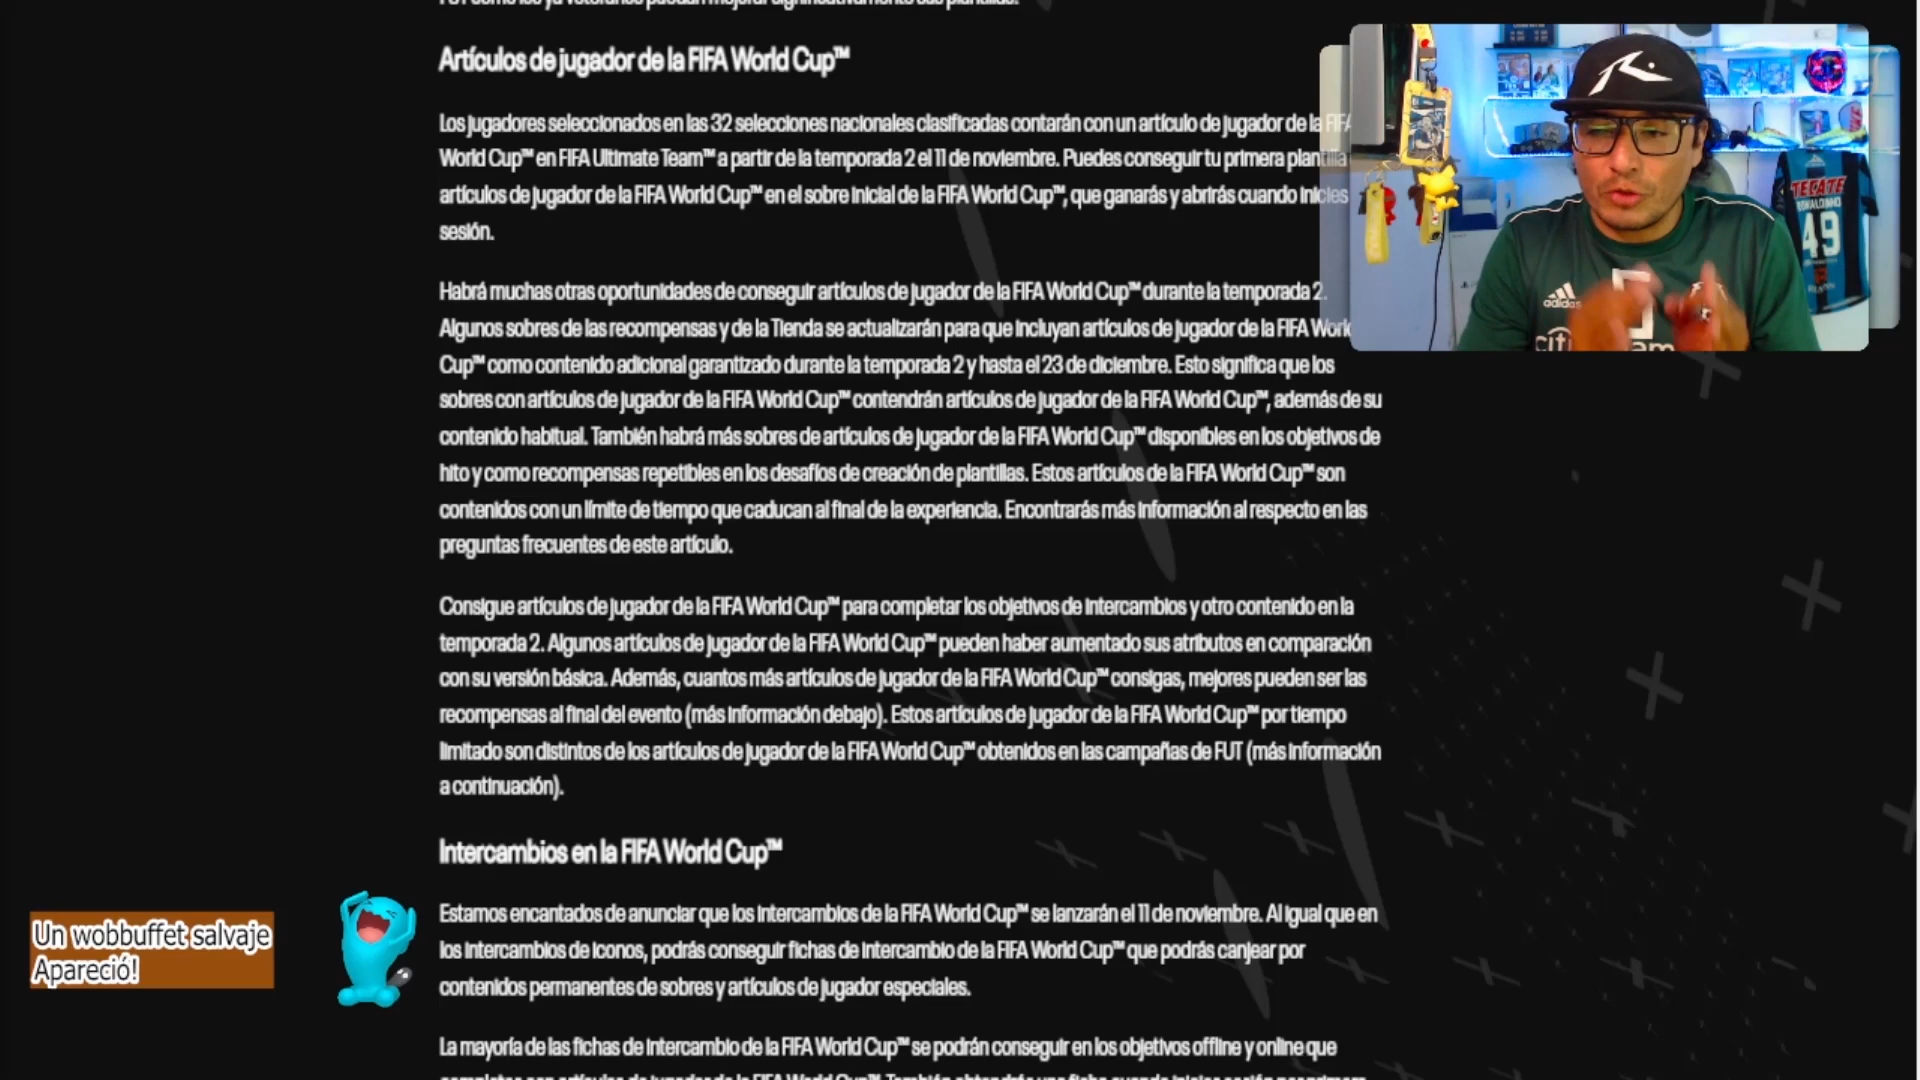 FUT como los ya veteranos puedan mejorar significativamente sus plantillas.
Artículos de jugador de la FIFA World Cup™
Los jugadores seleccionados en las 32 selecciones nacionales clasificadas contarán con un artículo de jugador de la FIFA
World Cup™ en FIFA Ultimate Team™ a partir de la temporada 2 el 11 de noviembre. Puedes conseguir tu primera plantilla
artículos de jugador de la FIFA World Cup™ en el sobre inicial de la FIFA World Cup™, que ganarás y abrirás cuando inicies
sesión.
Habrá muchas otras oportunidades de conseguir artículos de jugador de la FIFA World Cup™ durante la temporada 2.
Algunos sobres de las recompensas y de la Tienda se actualizarán para que incluyan artículos de jugador de la FIFA World
Cup™ como contenido adicional garantizado durante la temporada 2 y hasta el 23 de diciembre. Esto significa que los
sobres con artículos de jugador de la FIFA World Cup™ contendrán artículos de jugador de la FIFA World Cup™, además de su
contenido habitual. También habrá más sobres de artículos de jugador de la FIFA World Cup™ disponibles en los objetivos de
hito y como recompensas repetibles en los desafíos de creación de plantillas. Estos artículos de la FIFA World Cup™ son
contenidos con un límite de tiempo que caducan al final de la experiencia. Encontrarás más información al respecto en las
preguntas frecuentes de este artículo.
Consigue artículos de jugador de la FIFA World Cup™ para completar los objetivos de intercambios y otro contenido en la
temporada 2. Algunos artículos de jugador de la FIFA World Cup™ pueden haber aumentado sus atributos en comparación
con su versión básica. Además, cuantos más artículos de jugador de la FIFA World Cup™ consigas, mejores pueden ser las
recompensas al final del evento (más información debajo). Estos artículos de jugador de la FIFA World Cup™ por tiempo
limitado son distintos de los artículos de jugador de la FIFA World Cup™ obtenidos en las campañas de FUT (más información
a continuación).
Intercambios en la FIFA World Cup™
Estamos encantados de anunciar que los intercambios de la FIFA World Cup™ se lanzarán el 11 de noviembre. Al igual que en
los intercambios de iconos, podrás conseguir fichas de intercambio de la FIFA World Cup™ que podrás canjear por
contenidos permanentes de sobres y artículos de jugador especiales.
La mayoría de las fichas de intercambio de la FIFA World Cup™ se podrán conseguir en los objetivos offline y online que
Un wobbuffet salvaje
Apareció!
TECATE
RONALDINHO
49
adidas